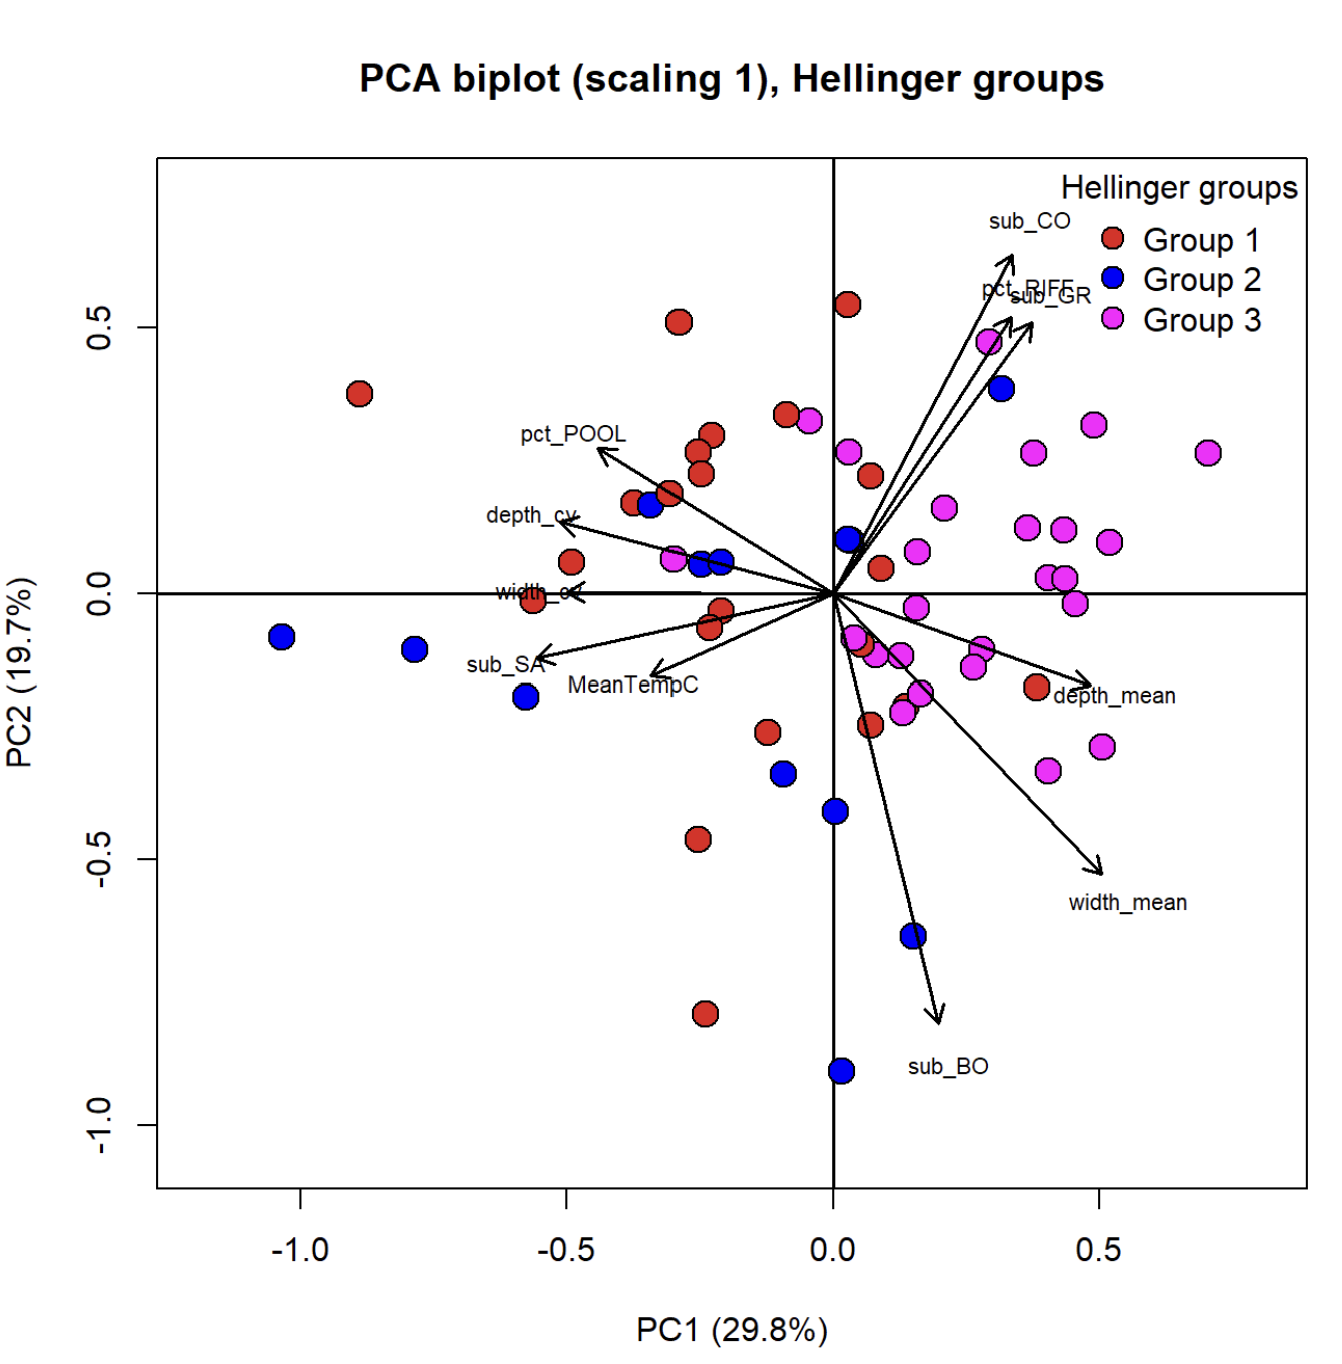 PCA biplot (scaling 1), Hellinger groups
Hellinger groups
Group 1
Group 2
Group 3
sub_CO
pct_RIFF
sub_GR
pct_POOL
depth_cv
width_cv
sub_SA
MeanTempC
depth_mean
width_mean
sub_BO
PC2 (19.7%)
0.5
0.0
-0.5
-1.0
-1.0
-0.5
0.0
0.5
PC1 (29.8%)